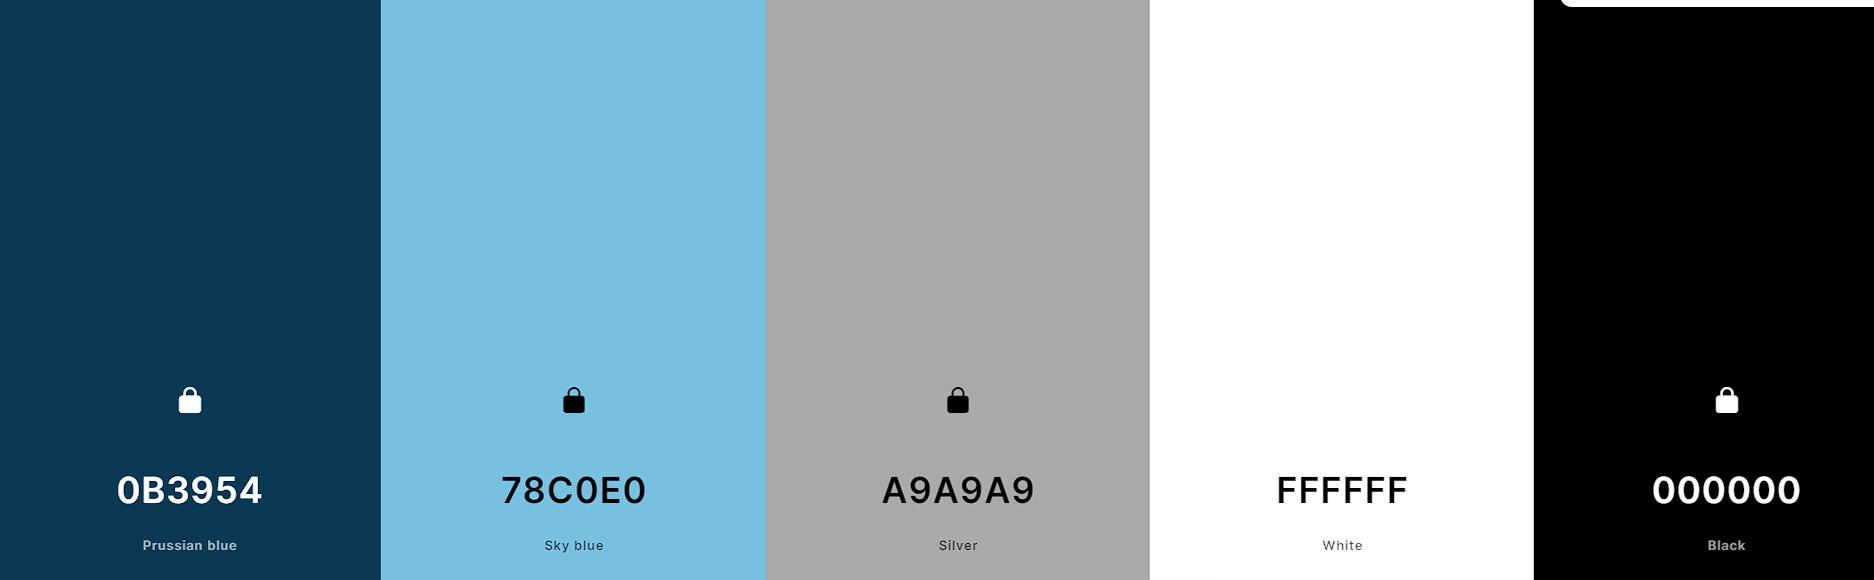 0B3954
Prussian blue
78C0E0
Sky blue
A9A9A9
Silver
FFFFFF
White
000000
Black